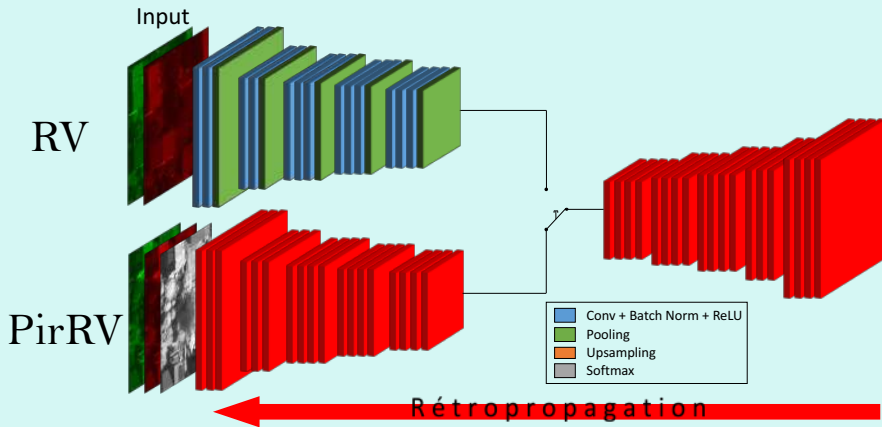 Input
RV
PirRV
Conv + Batch Norm + ReLU
Pooling
Upsampling
Softmax
Rétropropagation